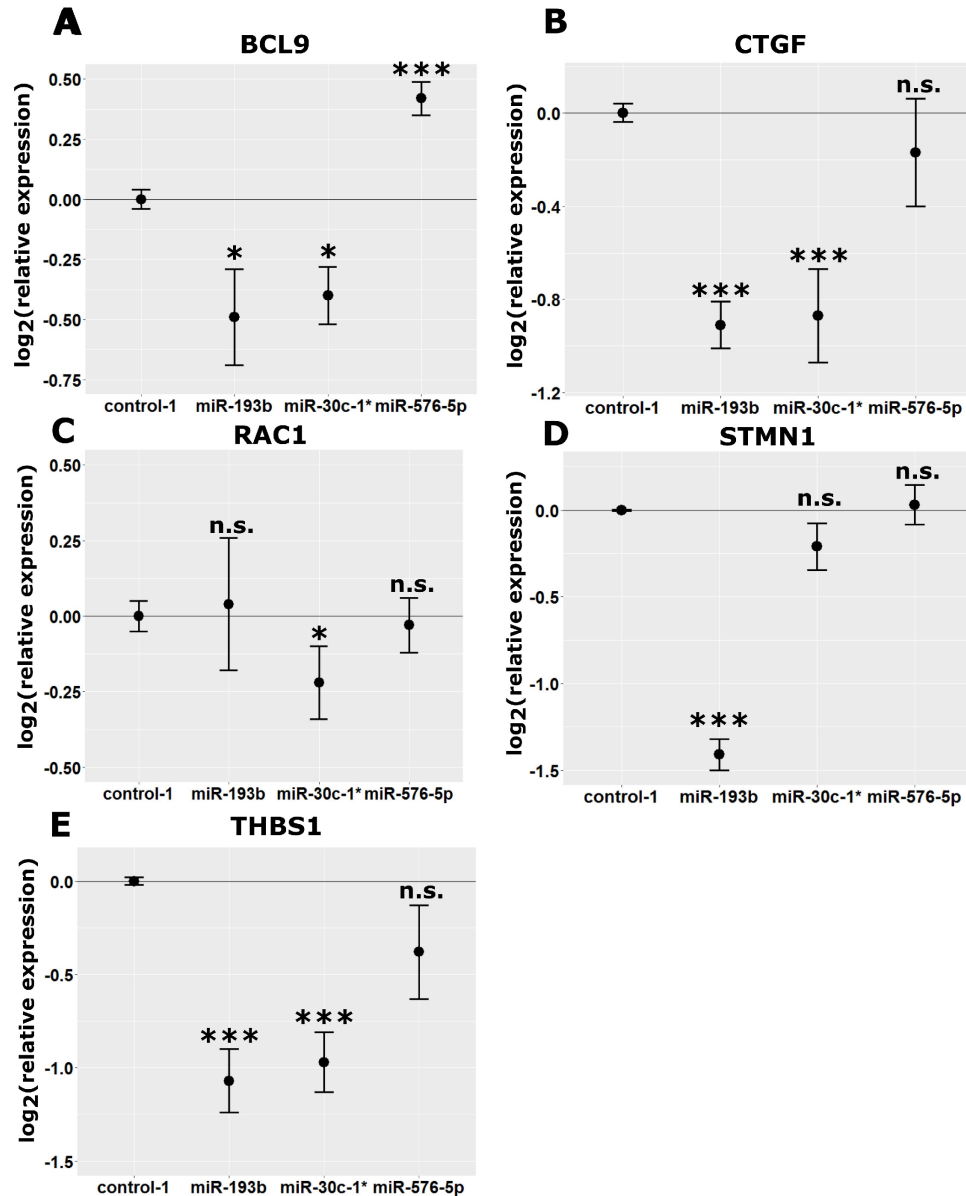 A
BCL9
log2(relative expression)
0.50
0.25
0.00
-0.25
-0.50
-0.75
***
*
*
control-1 miR-193b miR-30c-1* miR-576-5p
B
CTGF
log2(relative expression)
0.0
-0.4
-0.8
-1.2
n.s.
***
***
control-1 miR-193b miR-30c-1* miR-576-5p
C
RAC1
log2(relative expression)
0.50
0.25
0.00
-0.25
-0.50
n.s.
n.s.
*
control-1 miR-193b miR-30c-1* miR-576-5p
D
STMN1
log2(relative expression)
0.0
-0.5
-1.0
-1.5
n.s.
n.s.
***
control-1 miR-193b miR-30c-1* miR-576-5p
E
THBS1
log2(relative expression)
0.0
-0.5
-1.0
-1.5
n.s.
***
***
control-1 miR-193b miR-30c-1* miR-576-5p